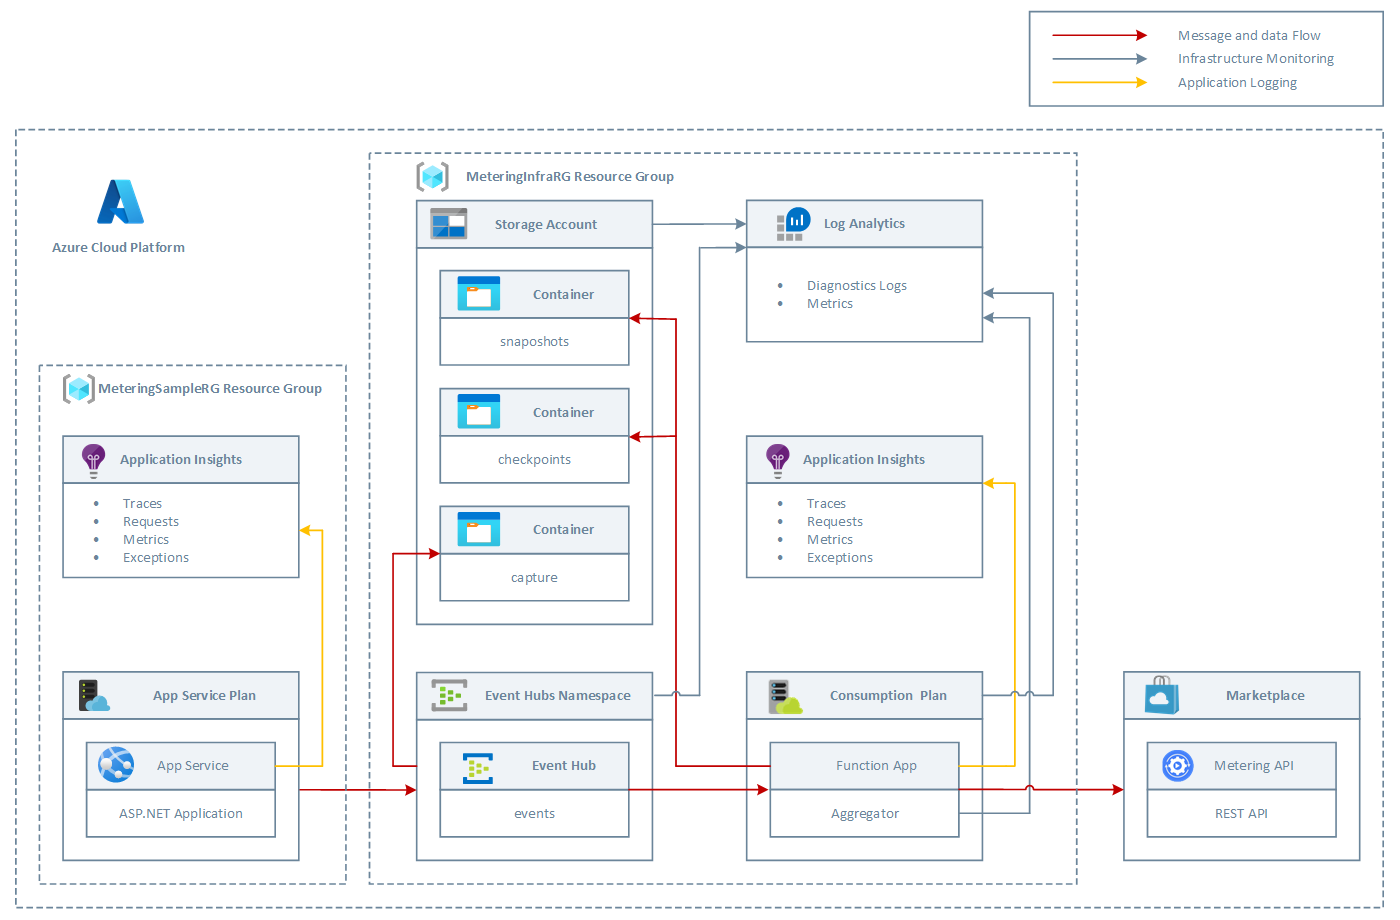 Message and data Flow
Infrastructure Monitoring
Application Logging
Azure Cloud Platform
MeteringInfraRG Resource Group
Storage Account
Log Analytics
Container
snaposhots
• Diagnostics Logs
• Metrics
MeteringSampleRG Resource Group
Container
checkpoints
Application Insights
• Traces
• Requests
• Metrics
• Exceptions
Application Insights
• Traces
• Requests
• Metrics
• Exceptions
Container
capture
App Service Plan
App Service
ASP.NET Application
Event Hubs Namespace
Event Hub
events
Consumption Plan
Function App
Aggregator
Marketplace
Metering API
REST API